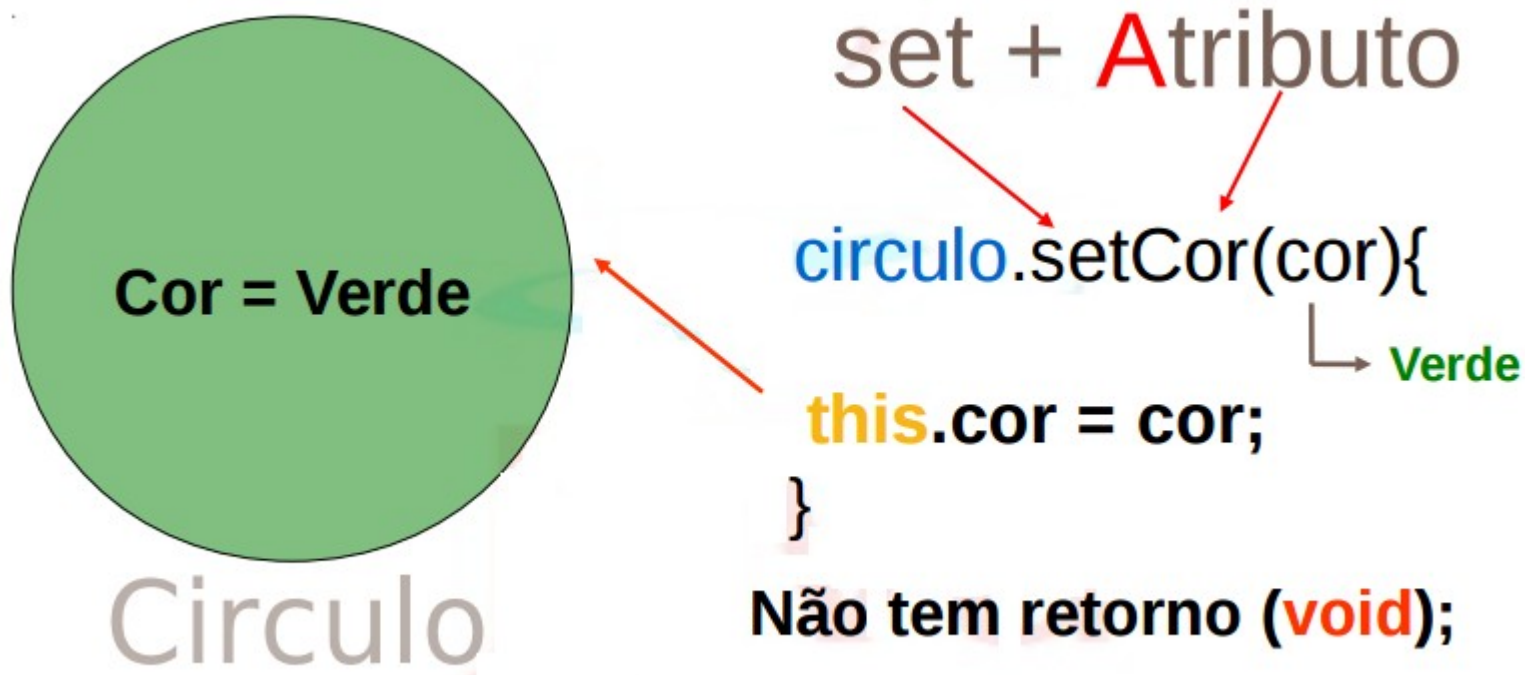 set + Atributo
Cor = Verde
circulo.setCor(cor){
Verde
this.cor = cor;
}
Circulo
Não tem retorno (void);